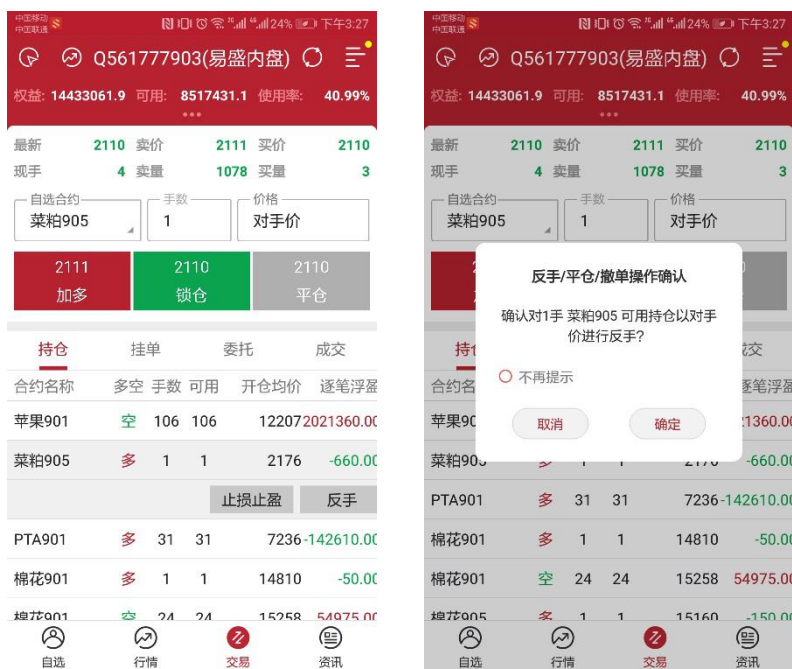 中国移动
中国联通
24%
下午3:27
Q561777903(易盛内盘)
权益: 14433061.9 可用: 8517431.1 使用率: 40.99%
最新 2110 卖价 2111 买价 2110
现手 4 卖量 1078 买量 3
自选合约 手数 价格
菜粕905 1 对手价
2111 2110 2110
加多 锁仓 平仓
持仓 挂单 委托 成交
合约名称 多空 手数 可用 开仓均价 逐笔浮盈
苹果901 空 106 106 12207 2021360.00
菜粕905 多 1 1 2176 -660.00
止损止盈 反手
PTA901 多 31 31 7236 -142610.00
棉花901 多 1 1 14810 -50.00
棉花901 空 24 24 15258 54975.00
自选 行情 交易 资讯
中国移动
中国联通
24%
下午3:27
Q561777903(易盛内盘)
权益: 14433061.9 可用: 8517431.1 使用率: 40.99%
最新 2110 卖价 2111 买价 2110
现手 4 卖量 1078 买量 3
自选合约 手数 价格
菜粕905 1 对手价
反手/平仓/撤单操作确认
确认对1手 菜粕905 可用持仓以对手
价进行反手?
不再提示
取消 确定
持仓 成交
合约名 逐笔浮盈
苹果90 1360.00
菜粕905 多 1 1 2176 -660.00
PTA901 多 31 31 7236 -142610.00
棉花901 多 1 1 14810 -50.00
棉花901 空 24 24 15258 54975.00
棉花905 多 1 1 15160 -150.00
自选 行情 交易 资讯